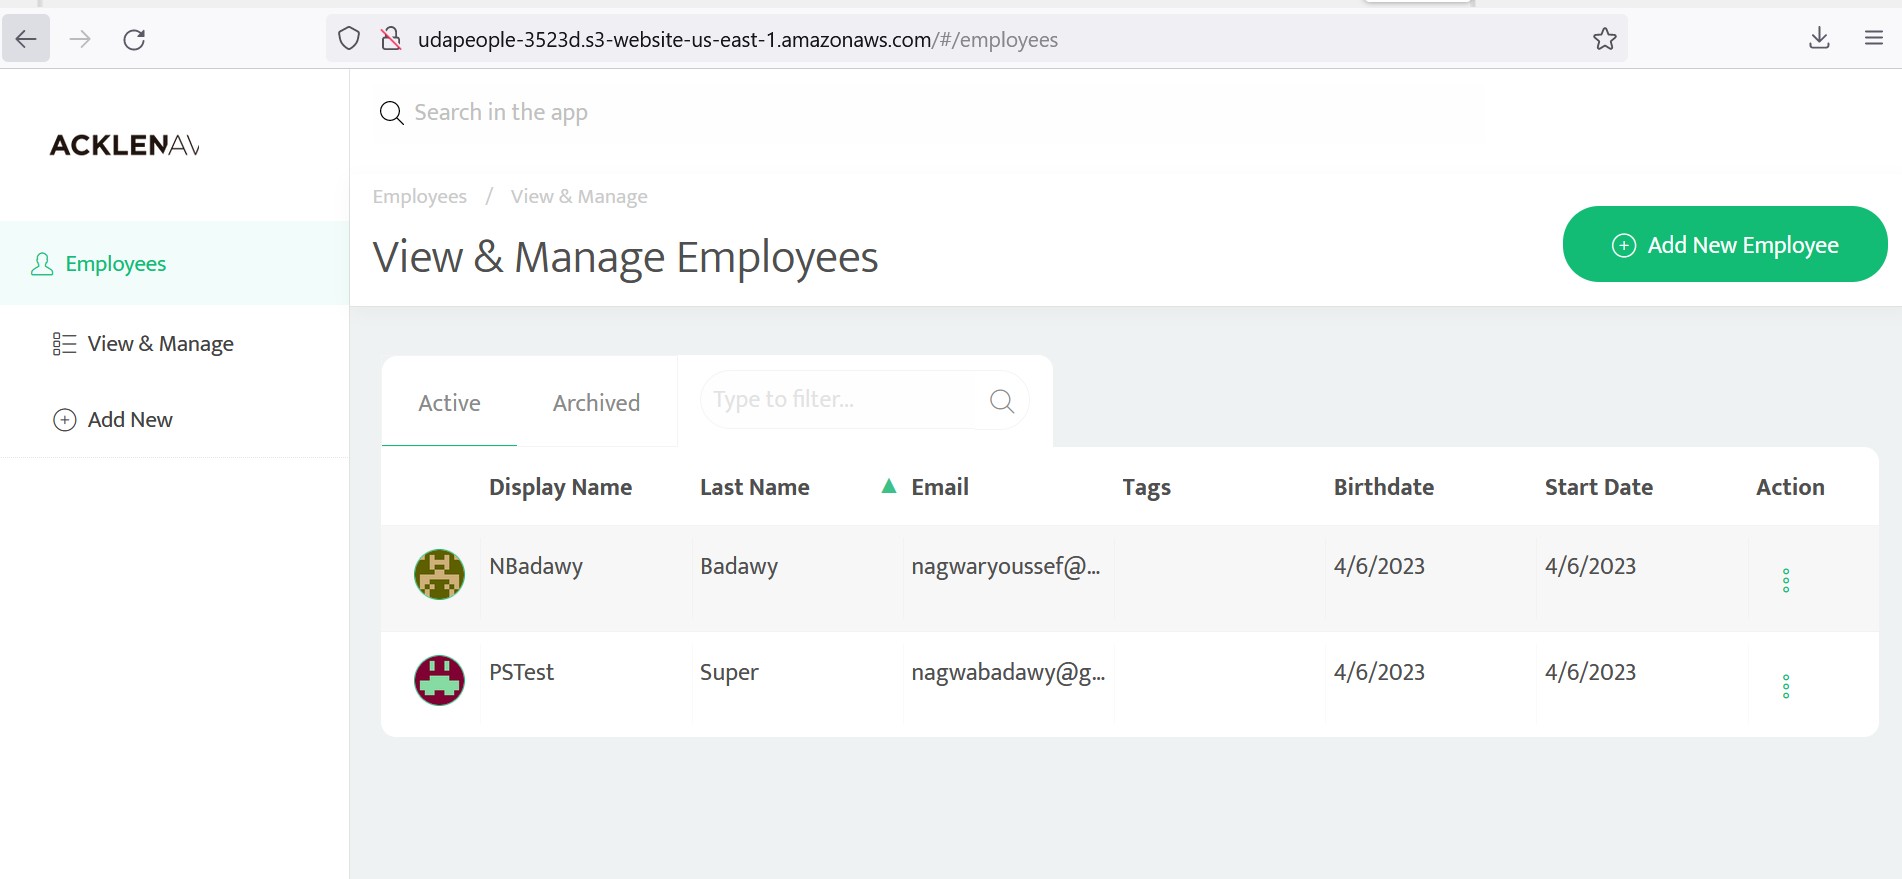 udapeople-3523d.s3-website-us-east-1.amazonaws.com/#/employees
ACKLENAV
Search in the app
Employees / View & Manage
View & Manage Employees
Add New Employee
Employees
View & Manage
Add New
Active Archived Type to filter...
Display Name Last Name Email Tags Birthdate Start Date Action
NBadawy Badawy nagwaryoussef@... 4/6/2023 4/6/2023
PSTest Super nagwabadawy@g... 4/6/2023 4/6/2023